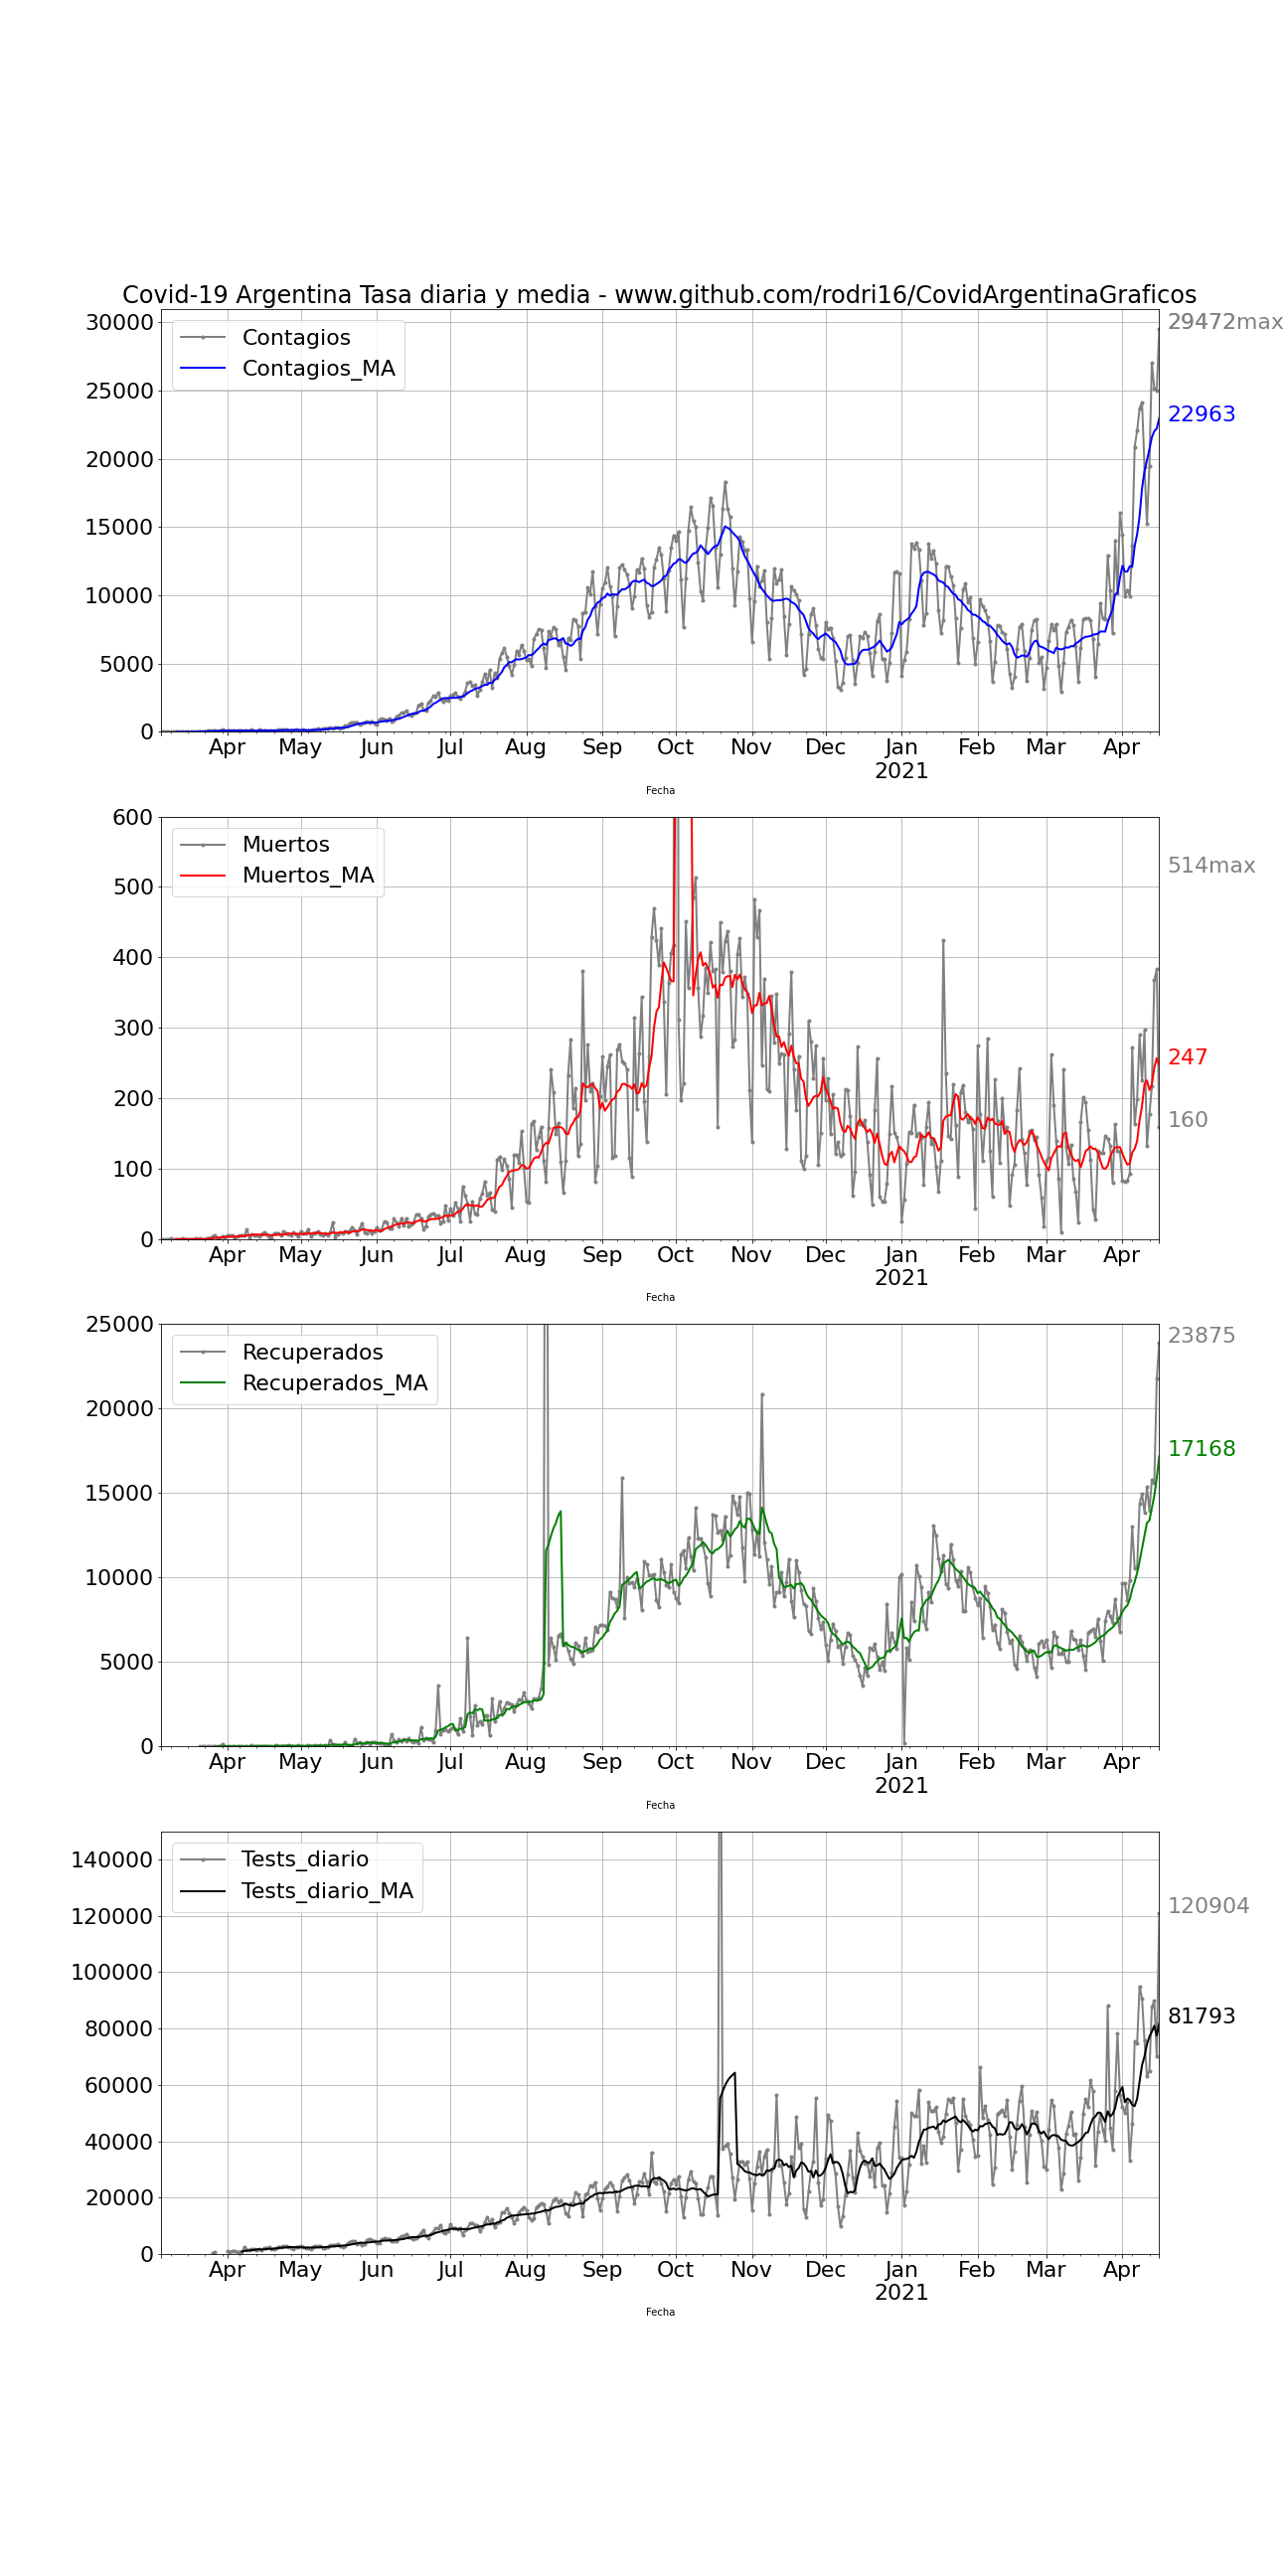 Covid-19 Argentina Tasa diaria y media - www.github.com/rodri16/CovidArgentinaGraficos
30000
25000
20000
15000
10000
5000
0
Contagios
Contagios_MA
29472max
22963
Apr May Jun Jul Aug Sep Oct Nov Dec Jan Feb Mar Apr
2021
Fecha
600
500
400
300
200
100
0
Muertos
Muertos_MA
514max
247
160
Apr May Jun Jul Aug Sep Oct Nov Dec Jan Feb Mar Apr
2021
Fecha
25000
20000
15000
10000
5000
0
Recuperados
Recuperados_MA
23875
17168
Apr May Jun Jul Aug Sep Oct Nov Dec Jan Feb Mar Apr
2021
Fecha
140000
120000
100000
80000
60000
40000
20000
0
Tests_diario
Tests_diario_MA
120904
81793
Apr May Jun Jul Aug Sep Oct Nov Dec Jan Feb Mar Apr
2021
Fecha